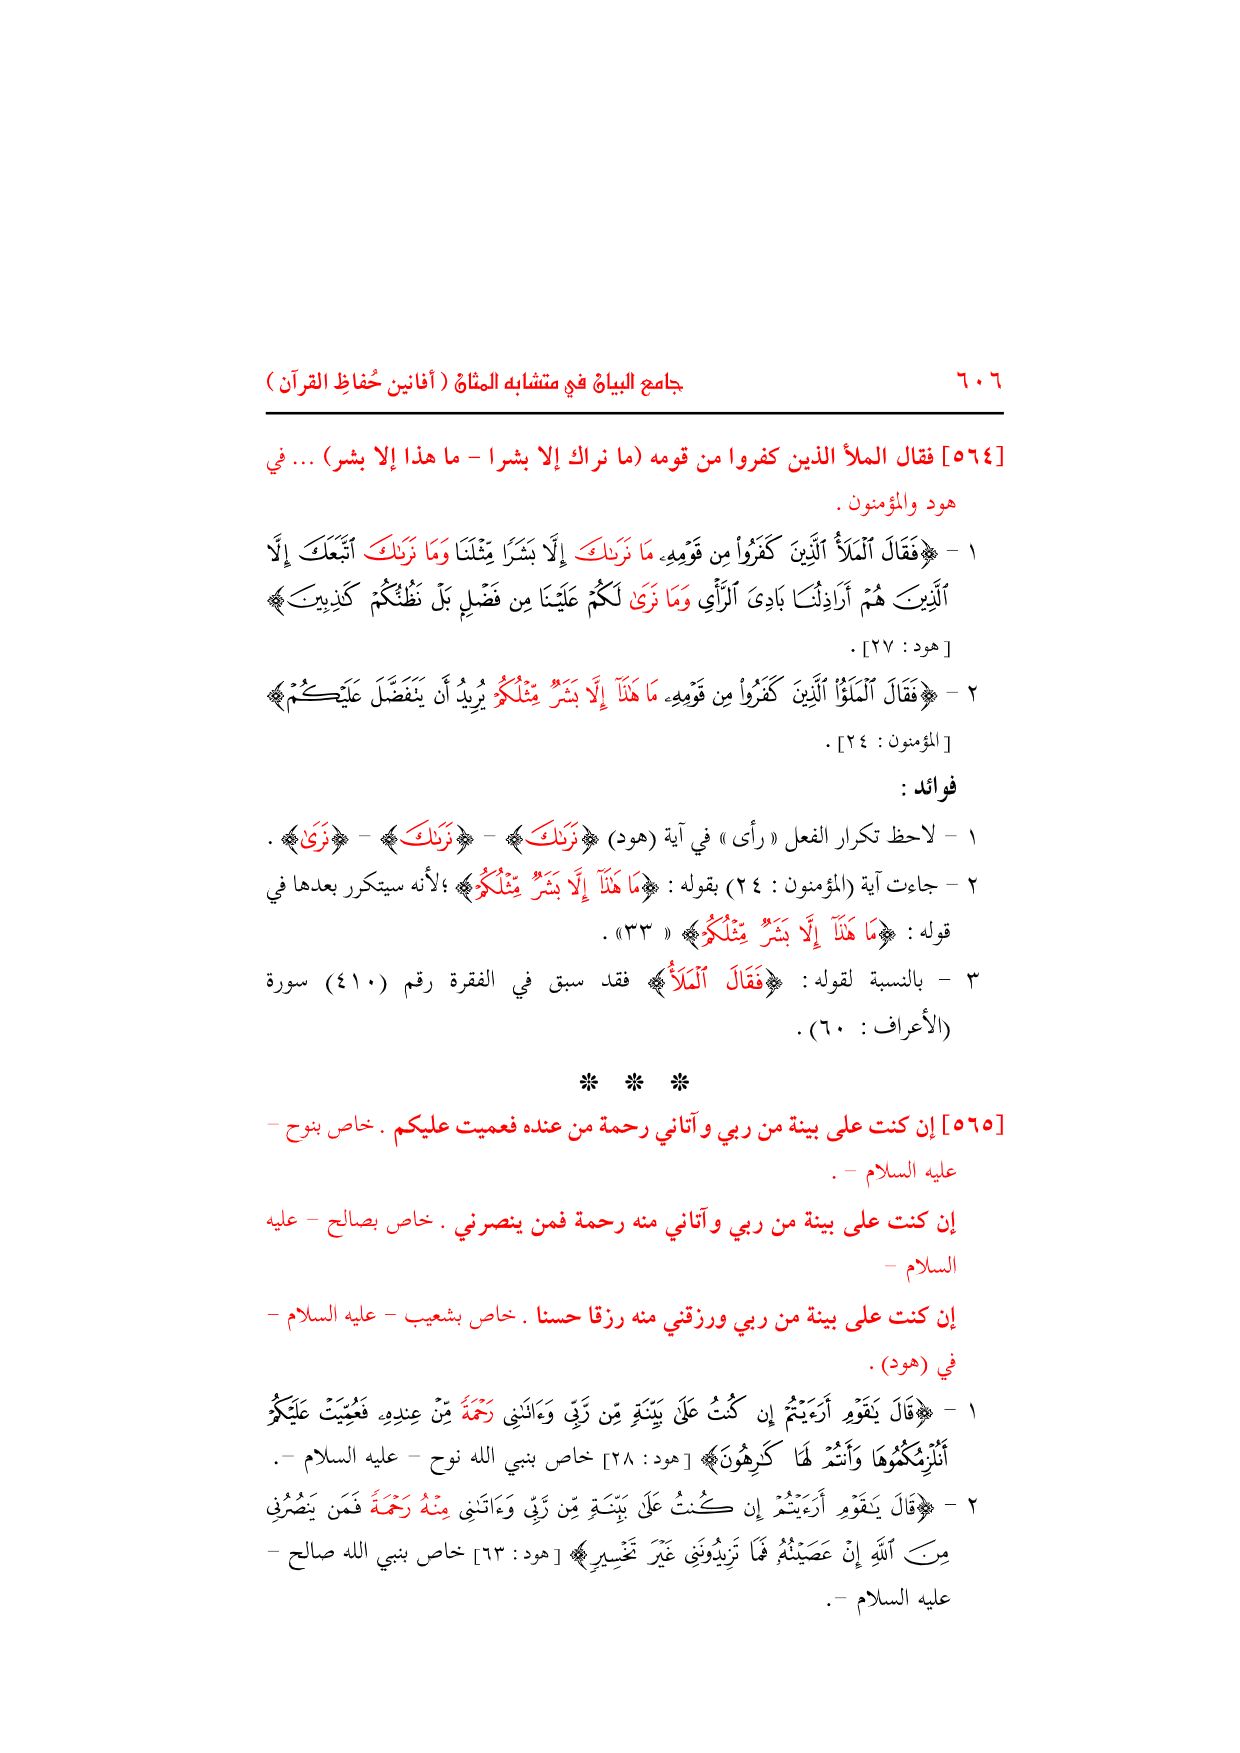 ٦٠٦ جامع البيان في متشابه المثان ( أفانين حُفاظِ القرآن )
[٥٦٤] فقال الملأ الذين كفروا من قومه (ما نراك إلا بشرا – ما هذا إلا بشر) ... في
هود والمؤمنون .
١ – ﴿فَقَالَ ٱلْمَلَأُ ٱلَّذِينَ كَفَرُواْ مِن قَوْمِهِۦ مَا نَرَىٰكَ إِلَّا بَشَرًا مِّثْلَنَا وَمَا نَرَىٰكَ ٱتَّبَعَكَ إِلَّا
ٱلَّذِينَ هُمْ أَرَاذِلُنَا بَادِىَ ٱلرَّأْىِ وَمَا نَرَىٰ لَكُمْ عَلَيْنَا مِن فَضْلٍ بَلْ نَظُنُّكُمْ كَٰذِبِينَ﴾
[هود : ٢٧] .
٢ – ﴿فَقَالَ ٱلْمَلَؤُاْ ٱلَّذِينَ كَفَرُواْ مِن قَوْمِهِۦ مَا هَٰذَآ إِلَّا بَشَرٌ مِّثْلُكُمْ يُرِيدُ أَن يَتَفَضَّلَ عَلَيْكُمْ﴾
[المؤمنون : ٢٤] .
فوائد :
١ – لاحظ تكرار الفعل «رأى» في آية (هود) ﴿نَرَىٰكَ﴾ – ﴿نَرَىٰكَ﴾ – ﴿نَرَىٰ﴾ .
٢ – جاءت آية (المؤمنون : ٢٤) بقوله : ﴿مَا هَٰذَآ إِلَّا بَشَرٌ مِّثْلُكُمْ﴾ ؛لأنه سيتكرر بعدها في
قوله : ﴿مَا هَٰذَآ إِلَّا بَشَرٌ مِّثْلُكُمْ﴾ « ٣٣» .
٣ – بالنسبة لقوله : ﴿فَقَالَ ٱلْمَلَأُ﴾ فقد سبق في الفقرة رقم (٤١٠) سورة
(الأعراف : ٦٠) .
❊ ❊ ❊
[٥٦٥] إن كنت على بينة من ربي وآتاني رحمة من عنده فعميت عليكم . خاص بنوح –
عليه السلام – .
إن كنت على بينة من ربي وآتاني منه رحمة فمن ينصرني . خاص بصالح – عليه
السلام –
إن كنت على بينة من ربي ورزقني منه رزقا حسنا . خاص بشعيب – عليه السلام –
في (هود) .
١ – ﴿قَالَ يَٰقَوْمِ أَرَءَيْتُمْ إِن كُنتُ عَلَىٰ بَيِّنَةٍ مِّن رَّبِّى وَءَاتَىٰنِى رَحْمَةً مِّنْ عِندِهِۦ فَعُمِّيَتْ عَلَيْكُمْ
أَنُلْزِمُكُمُوهَا وَأَنتُمْ لَهَا كَٰرِهُونَ﴾ [هود : ٢٨] خاص بنبي الله نوح – عليه السلام –.
٢ – ﴿قَالَ يَٰقَوْمِ أَرَءَيْتُمْ إِن كُنتُ عَلَىٰ بَيِّنَةٍ مِّن رَّبِّى وَءَاتَىٰنِى مِنْهُ رَحْمَةً فَمَن يَنصُرُنِى
مِنَ ٱللَّهِ إِنْ عَصَيْتُهُۥ فَمَا تَزِيدُونَنِى غَيْرَ تَخْسِيرٍ﴾ [هود : ٦٣] خاص بنبي الله صالح –
عليه السلام –.